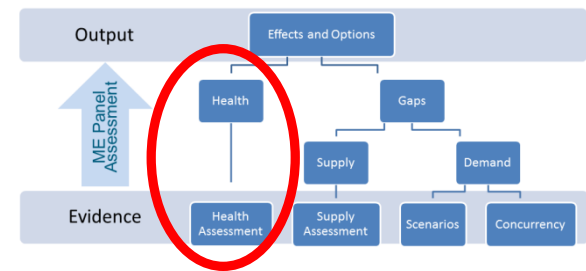 Output
Effects and Options
ME Panel
Assessment
Health
Gaps
Supply
Demand
Evidence
Health
Assessment
Supply
Assessment
Scenarios
Concurrency